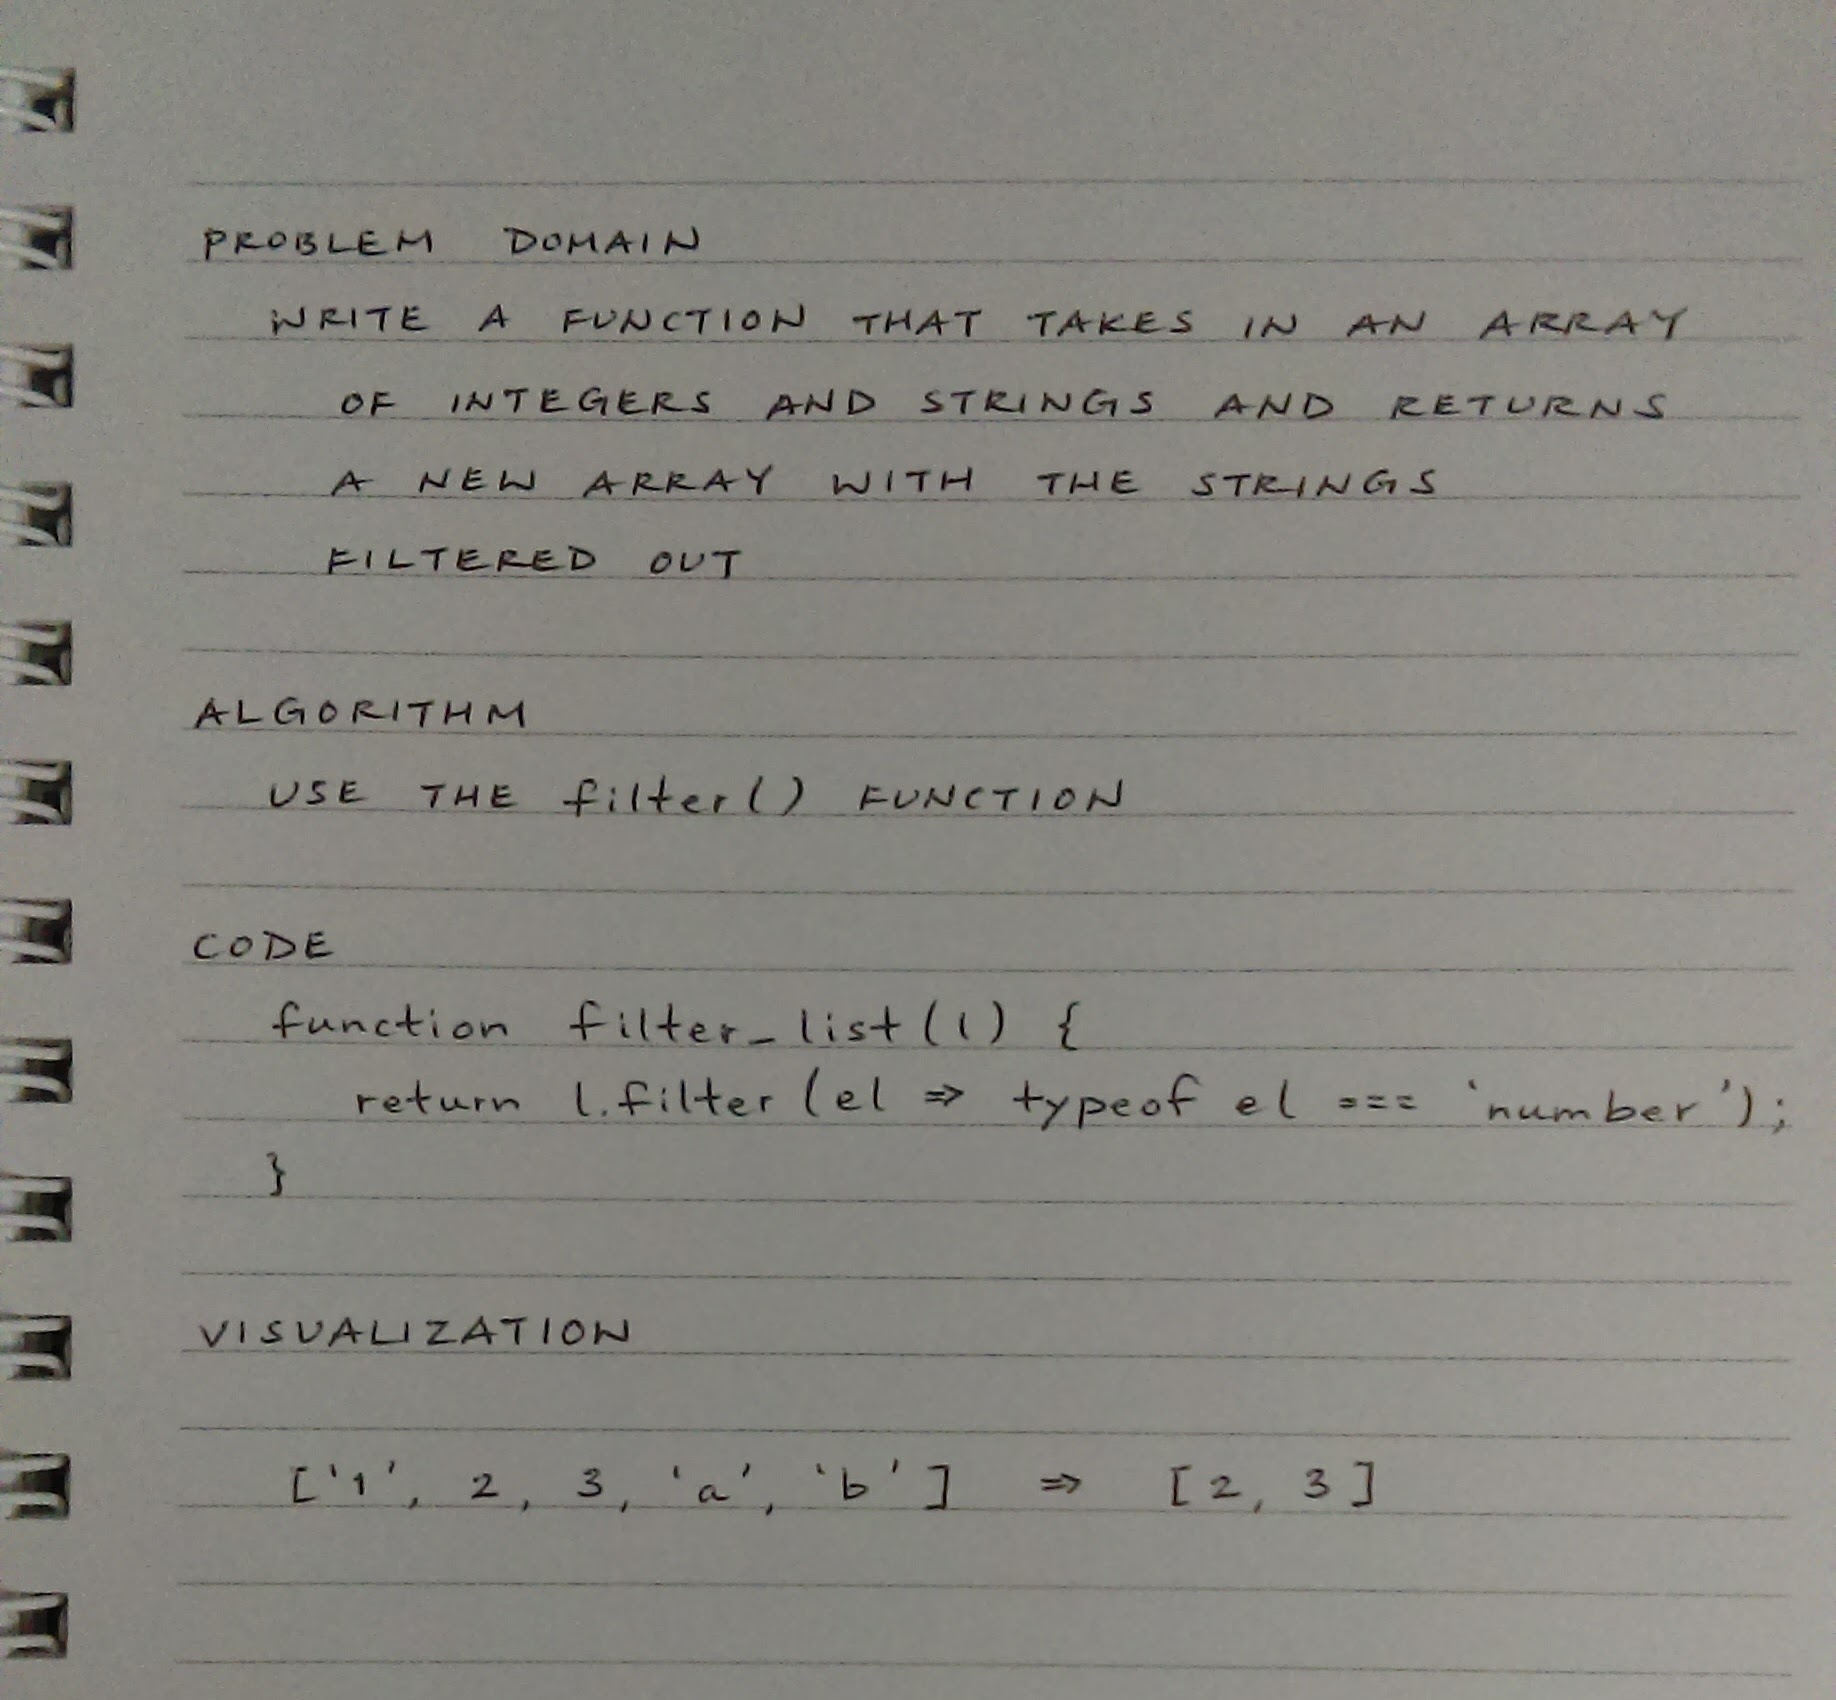 PROBLEM DOMAIN
WRITE A FUNCTION THAT TAKES IN AN ARRAY
OF INTEGERS AND STRINGS AND RETURNS
A NEW ARRAY WITH THE STRINGS
FILTERED OUT
ALGORITHM
USE THE filter() FUNCTION
CODE
function filter_list(l) {
return l.filter(el => typeof el === 'number');
}
VISUALIZATION
['1', 2, 3, 'a', 'b'] => [2, 3]